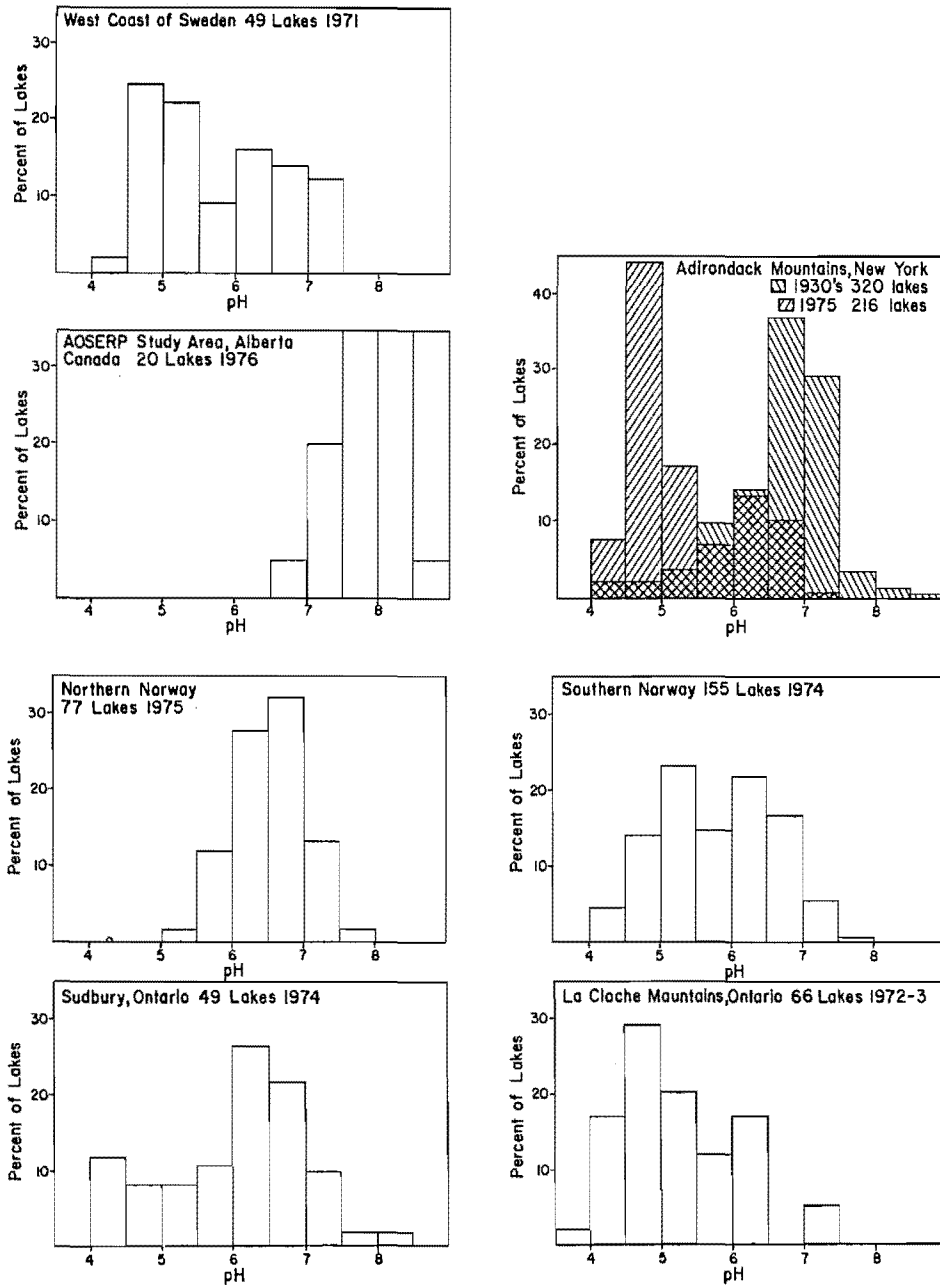 West Coast of Sweden 49 Lakes 1971
30
20
10
Percent of Lakes
4 5 6 7 8
pH
AOSERP Study Area, Alberta
Canada 20 Lakes 1976
30
20
10
Percent of Lakes
4 5 6 7 8
pH
Adirondack Mountains, New York
1930's 320 lakes
1975 216 lakes
40
30
20
10
Percent of Lakes
4 5 6 7 8
pH
Northern Norway
77 Lakes 1975
30
20
10
Percent of Lakes
4 5 6 7 8
pH
Southern Norway 155 Lakes 1974
30
20
10
Percent of Lakes
4 5 6 7 8
pH
Sudbury, Ontario 49 Lakes 1974
30
20
10
Percent of Lakes
4 5 6 7 8
pH
La Cloche Mountains, Ontario 66 Lakes 1972-3
30
20
10
Percent of Lakes
4 5 6 7 8
pH